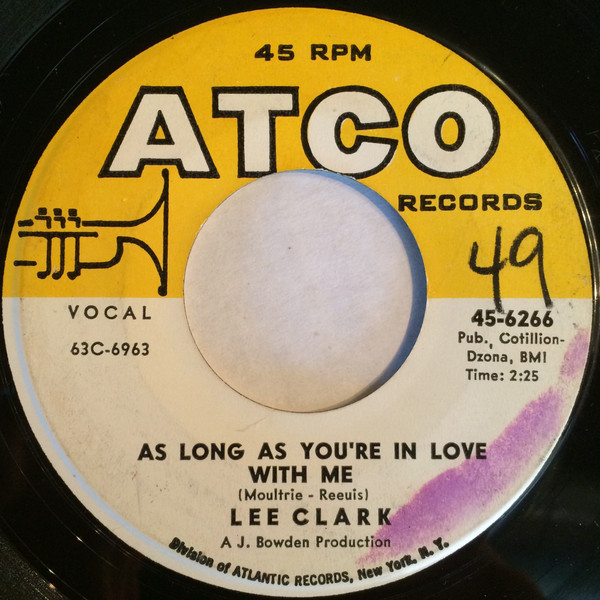 45 RPM
ATCO
RECORDS
49
VOCAL
63C-6963
45-6266
Pub., Cotillion-
Dzona, BMI
Time: 2:25
AS LONG AS YOU'RE IN LOVE
WITH ME
(Moultrie - Reeuis)
LEE CLARK
A J. Bowden Production
Division of ATLANTIC RECORDS, New York, N. Y.